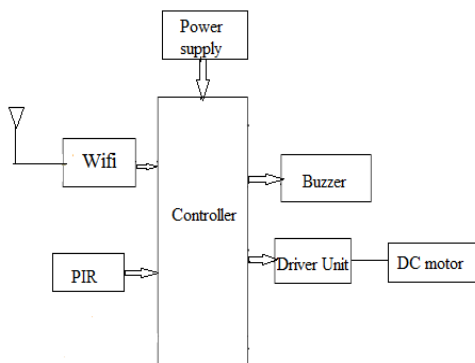 Power
supply
Wifi
Controller
Buzzer
PIR
Driver Unit
DC motor